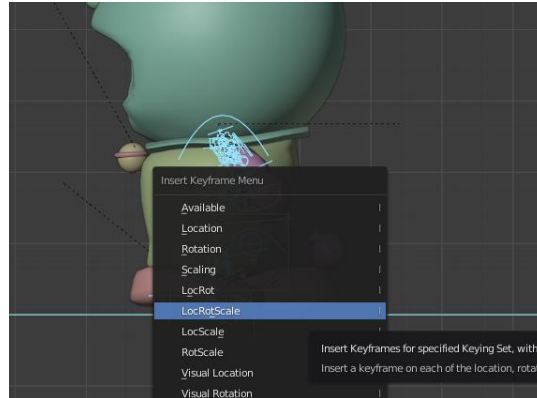 Insert Keyframe Menu
Available
Location
Rotation
Scaling
LocRot
LocRotScale
LocScale
RotScale
Visual Location
Visual Rotation
Insert Keyframes for specified Keying Set, with
Insert a keyframe on each of the location, rota